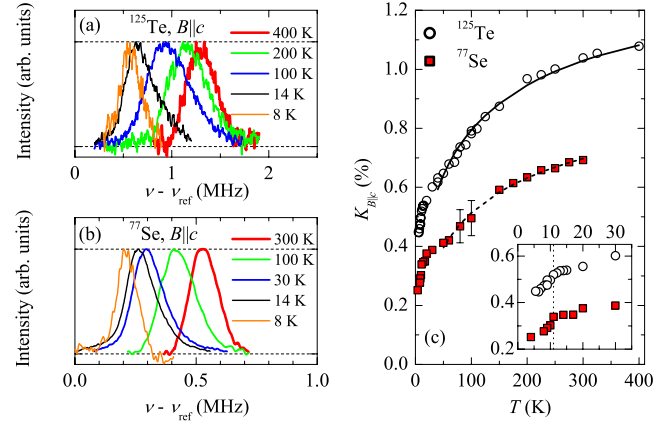 (a)
¹²⁵Te, B||c
400 K
200 K
100 K
14 K
8 K
Intensity (arb. units)
0
1
2
ν - ν_ref (MHz)
(b)
⁷⁷Se, B||c
300 K
100 K
30 K
14 K
8 K
Intensity (arb. units)
0.0
0.5
1.0
ν - ν_ref (MHz)
¹²⁵Te
⁷⁷Se
K_B||c (%)
1.2
1.0
0.8
0.6
0.4
0.2
0.0
0 10 20 30
0.6
0.4
0.2
(c)
0 100 200 300 400
T (K)